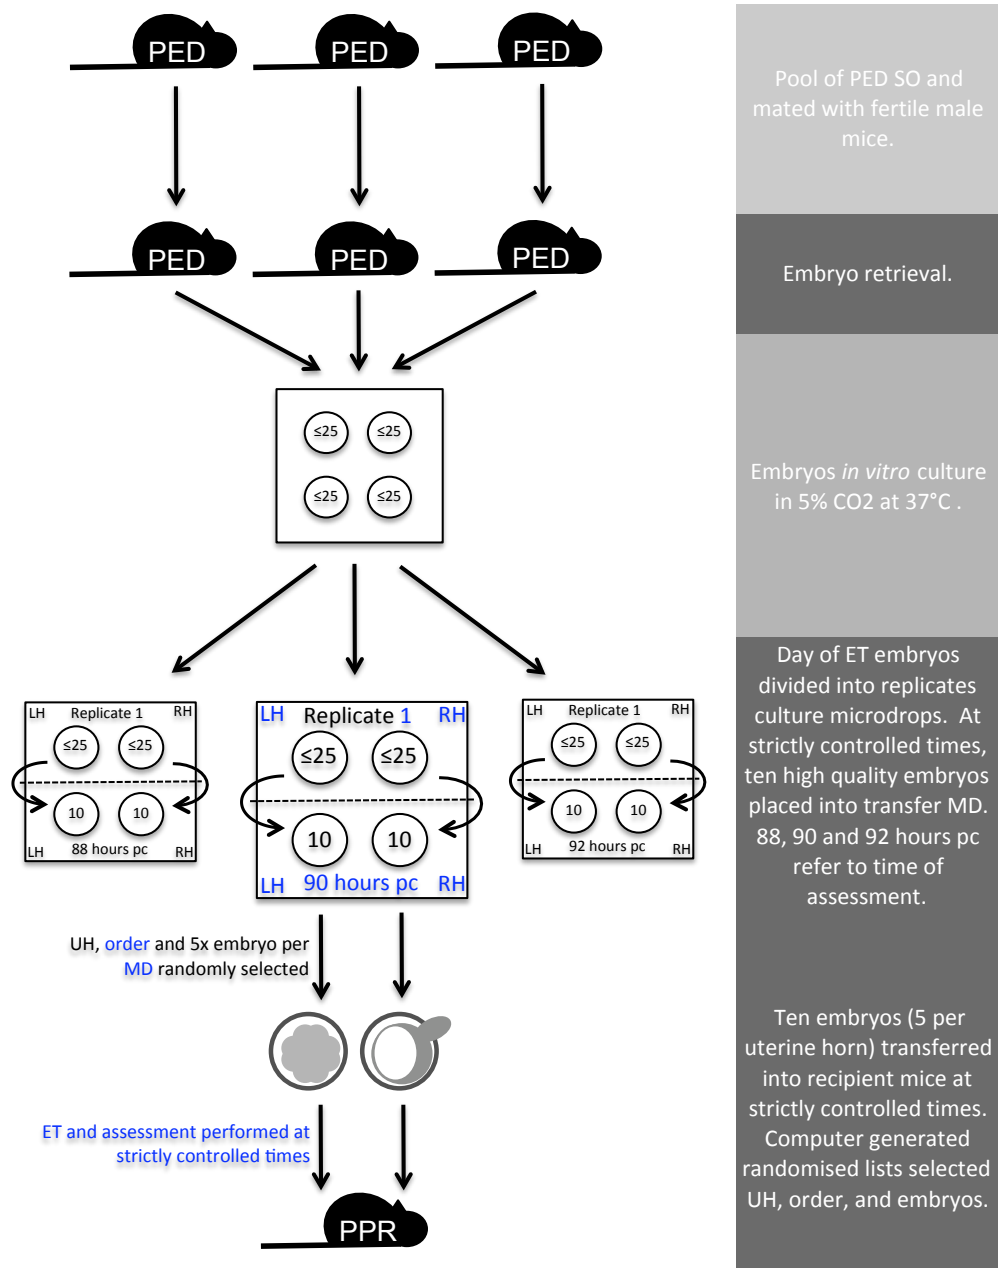 PED PED PED
Pool of PED SO and
mated with fertile male
mice.
PED PED PED
Embryo retrieval.
≤25 ≤25
≤25 ≤25
Embryos in vitro culture
in 5% CO2 at 37°C .
LH Replicate 1 RH
≤25 ≤25
10 10
LH 88 hours pc RH
LH Replicate 1 RH
≤25 ≤25
10 10
LH 90 hours pc RH
LH Replicate 1 RH
≤25 ≤25
10 10
LH 92 hours pc RH
Day of ET embryos
divided into replicates
culture microdrops. At
strictly controlled times,
ten high quality embryos
placed into transfer MD.
88, 90 and 92 hours pc
refer to time of
assessment.
UH, order and 5x embryo per
MD randomly selected
ET and assessment performed at
strictly controlled times
PPR
Ten embryos (5 per
uterine horn) transferred
into recipient mice at
strictly controlled times.
Computer generated
randomised lists selected
UH, order, and embryos.